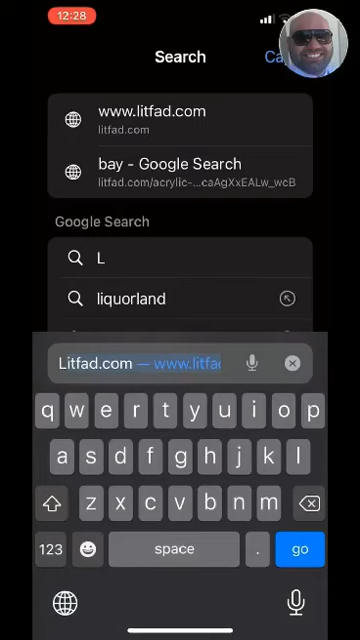 12:28
Search
www.litfad.com
litfad.com
bay - Google Search
litfad.com/acrylic-...caAgXxEALw_wcB
Google Search
L
liquorland
Litfad.com — www.litfad
q w e r t y u i o p
a s d f g h j k l
z x c v b n m
123 space . go